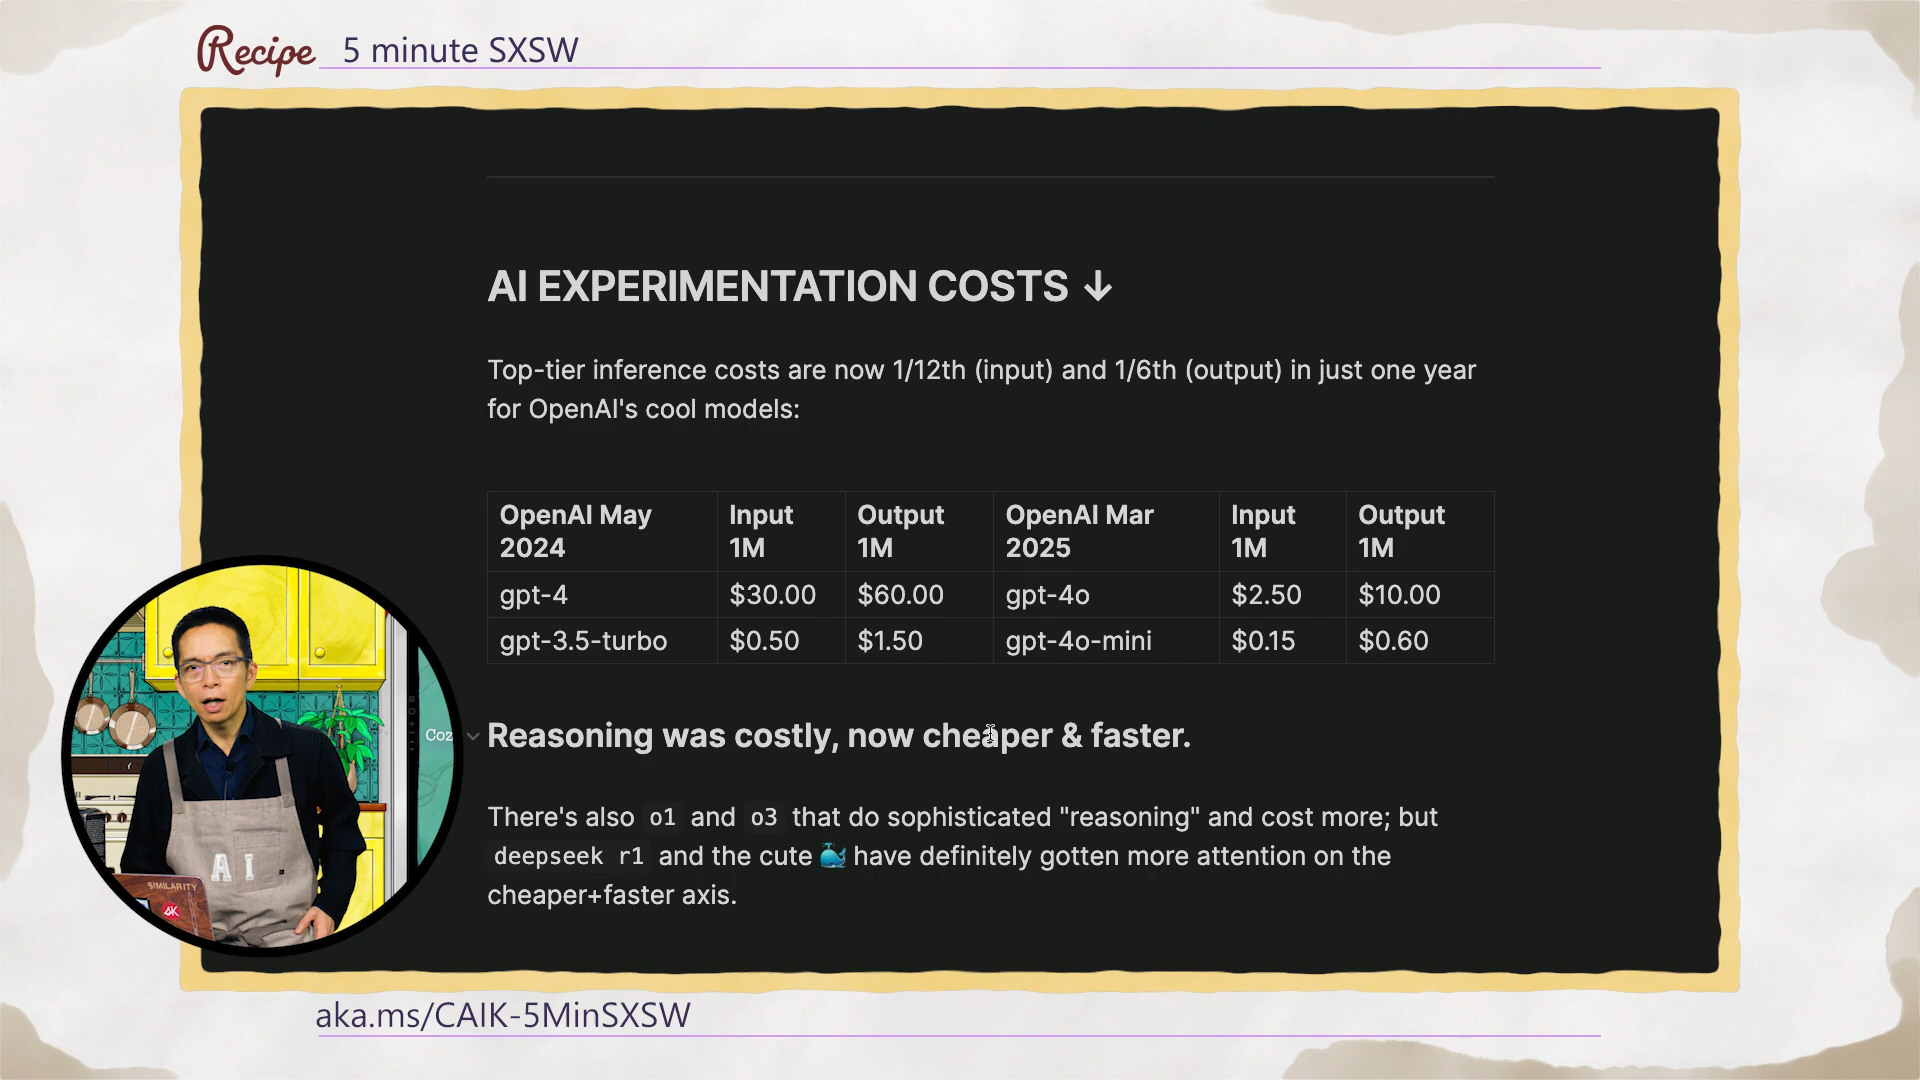 Recipe 5 minute SXSW
AI EXPERIMENTATION COSTS ↓
Top-tier inference costs are now 1/12th (input) and 1/6th (output) in just one year
for OpenAI's cool models:
OpenAI May 2024 Input 1M Output 1M OpenAI Mar 2025 Input 1M Output 1M
gpt-4 $30.00 $60.00 gpt-4o $2.50 $10.00
gpt-3.5-turbo $0.50 $1.50 gpt-4o-mini $0.15 $0.60
Coz
Reasoning was costly, now cheaper & faster.
There's also o1 and o3 that do sophisticated "reasoning" and cost more; but
deepseek r1 and the cute 🐳 have definitely gotten more attention on the
cheaper+faster axis.
AI
SIMILARITY
aka.ms/CAIK-5MinSXSW